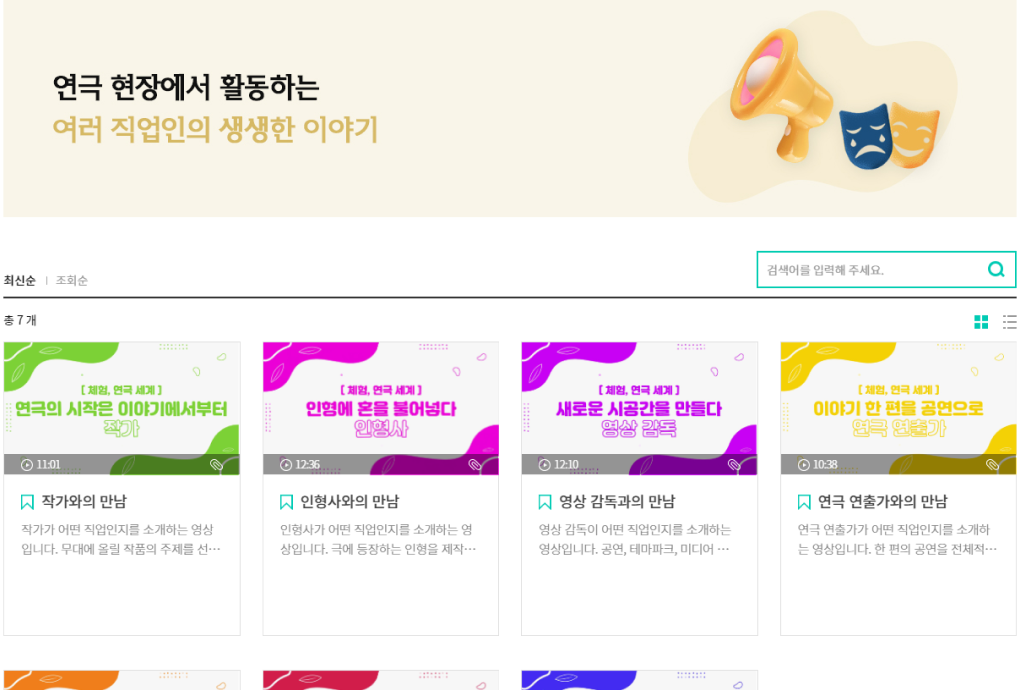 연극 현장에서 활동하는
여러 직업인의 생생한 이야기
최신순 | 조회순
검색어를 입력해 주세요.
총 7 개
[ 체험, 연극 세계 ]
연극의 시작은 이야기에서부터
작가
11:01
작가와의 만남
작가가 어떤 직업인지를 소개하는 영상
입니다. 무대에 올릴 작품의 주제를 선…
[ 체험, 연극 세계 ]
인형에 혼을 불어넣다
인형사
12:36
인형사와의 만남
인형사가 어떤 직업인지를 소개하는 영
상입니다. 극에 등장하는 인형을 제작…
[ 체험, 연극 세계 ]
새로운 시공간을 만들다
영상 감독
12:10
영상 감독과의 만남
영상 감독이 어떤 직업인지를 소개하는
영상입니다. 공연, 테마파크, 미디어 …
[ 체험, 연극 세계 ]
이야기 한 편을 공연으로
연극 연출가
10:38
연극 연출가와의 만남
연극 연출가가 어떤 직업인지를 소개하
는 영상입니다. 한 편의 공연을 전체적…